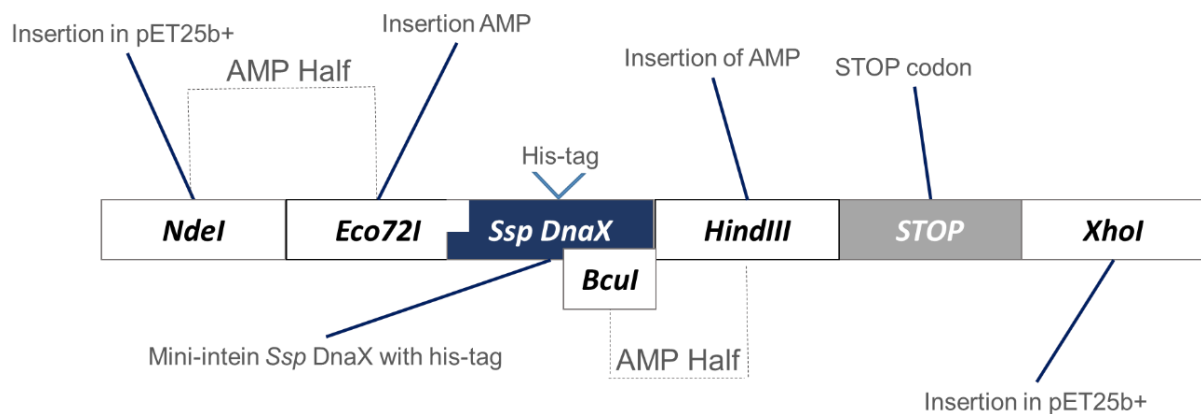 Insertion in pET25b+
Insertion AMP
AMP Half
Insertion of AMP
STOP codon
His-tag
NdeI
Eco72I
Ssp DnaX
HindIII
STOP
XhoI
BcuI
Mini-intein Ssp DnaX with his-tag
AMP Half
Insertion in pET25b+